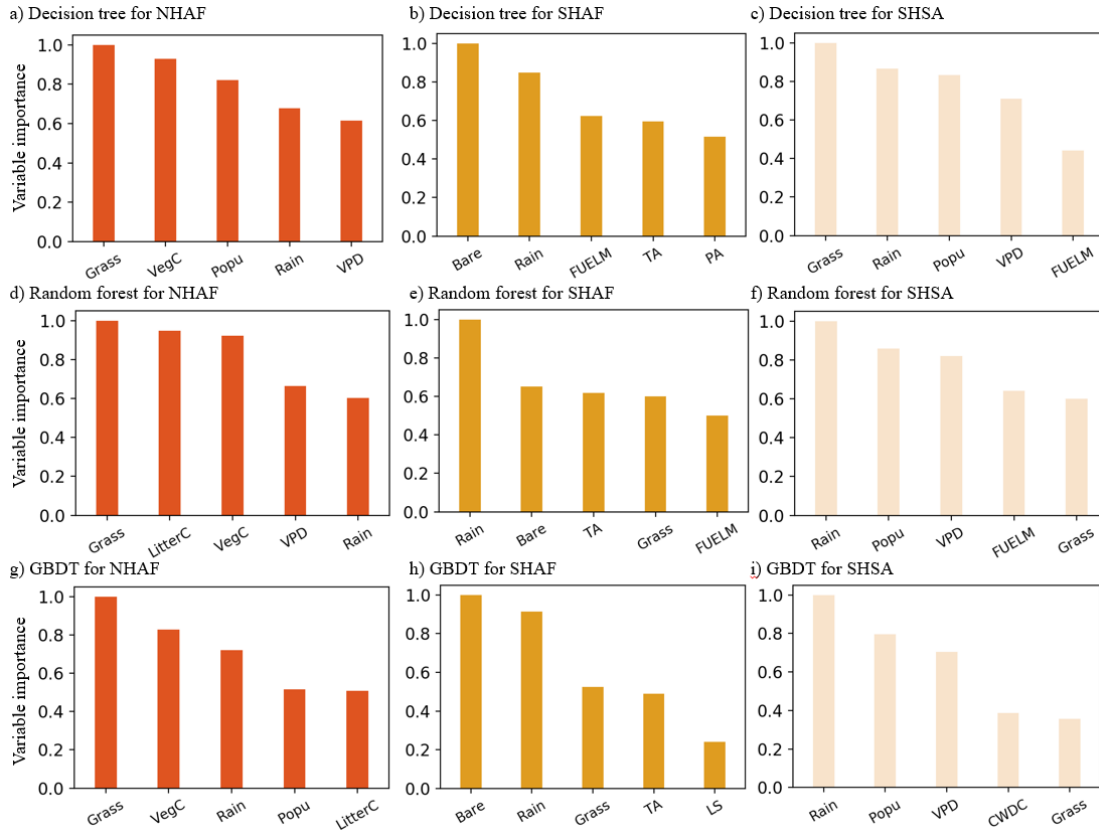 a) Decision tree for NHAF
b) Decision tree for SHAF
c) Decision tree for SHSA
Variable importance
1.0
0.8
0.6
0.4
0.2
0.0
Grass VegC Popu Rain VPD
1.0
0.8
0.6
0.4
0.2
0.0
Bare Rain FUELM TA PA
1.0
0.8
0.6
0.4
0.2
0.0
Grass Rain Popu VPD FUELM
d) Random forest for NHAF
e) Random forest for SHAF
f) Random forest for SHSA
Variable importance
1.0
0.8
0.6
0.4
0.2
0.0
Grass LitterC VegC VPD Rain
1.0
0.8
0.6
0.4
0.2
0.0
Rain Bare TA Grass FUELM
1.0
0.8
0.6
0.4
0.2
0.0
Rain Popu VPD FUELM Grass
g) GBDT for NHAF
h) GBDT for SHAF
i) GBDT for SHSA
Variable importance
1.0
0.8
0.6
0.4
0.2
0.0
Grass VegC Rain Popu LitterC
1.0
0.8
0.6
0.4
0.2
0.0
Bare Rain Grass TA LS
1.0
0.8
0.6
0.4
0.2
0.0
Rain Popu VPD CWDC Grass